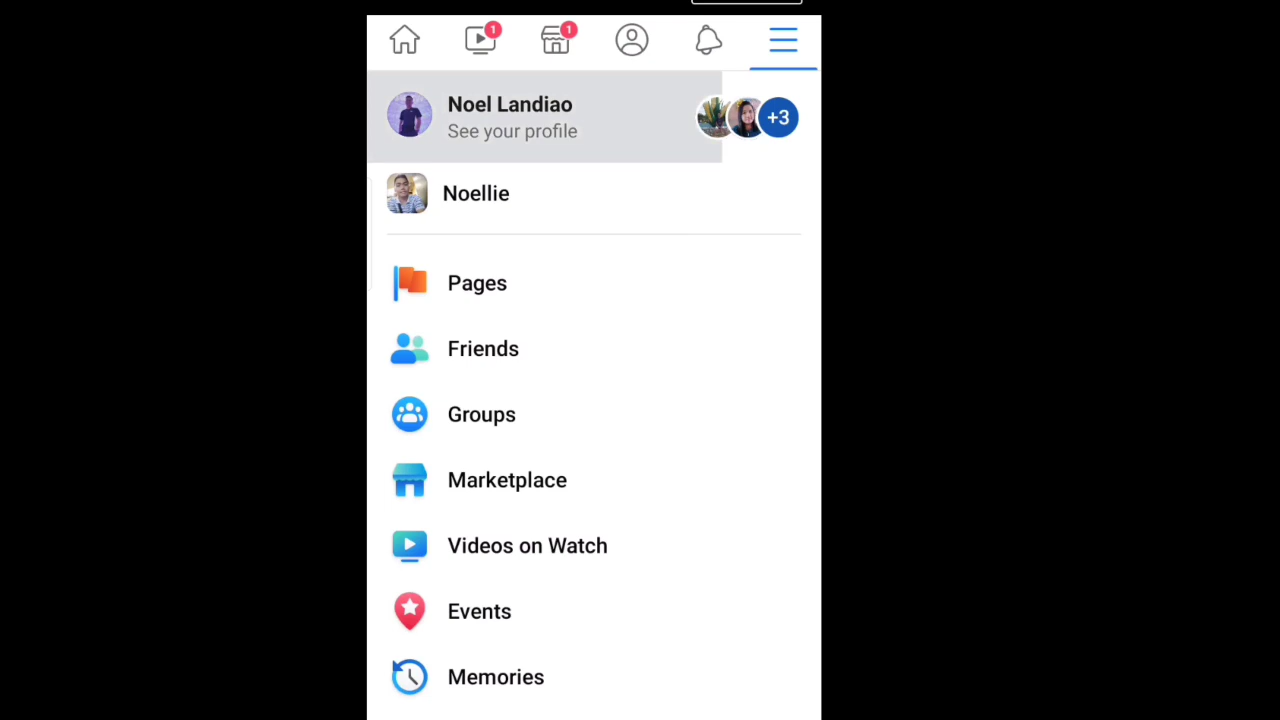 1
1
Noel Landiao
See your profile
+3
Noellie
Pages
Friends
Groups
Marketplace
Videos on Watch
Events
Memories